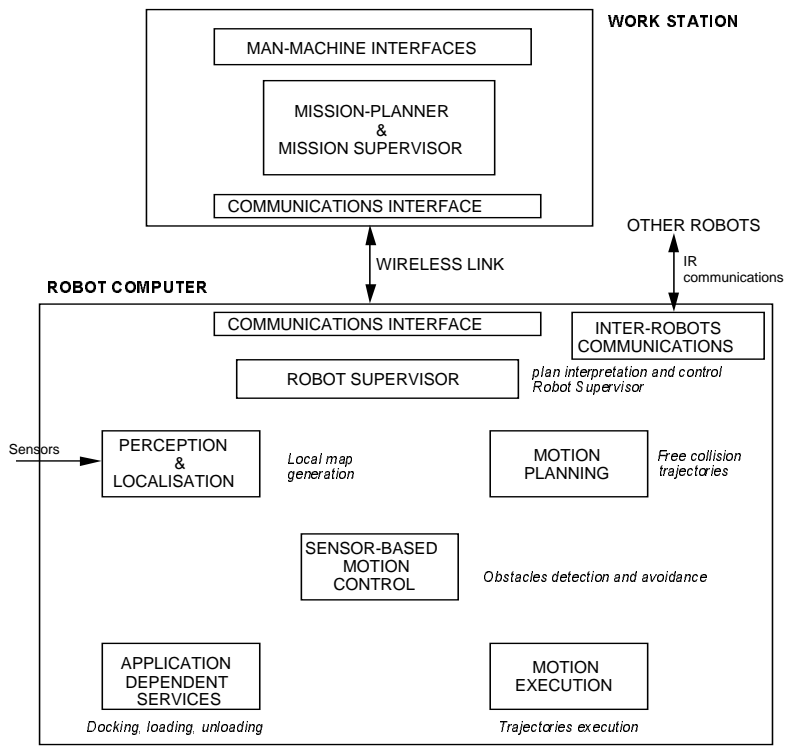 WORK STATION
MAN-MACHINE INTERFACES
MISSION-PLANNER
&
MISSION SUPERVISOR
COMMUNICATIONS INTERFACE
OTHER ROBOTS
WIRELESS LINK
IR
communications
ROBOT COMPUTER
COMMUNICATIONS INTERFACE
INTER-ROBOTS
COMMUNICATIONS
ROBOT SUPERVISOR
plan interpretation and control
Robot Supervisor
Sensors
PERCEPTION
&
LOCALISATION
Local map
generation
MOTION
PLANNING
Free collision
trajectories
SENSOR-BASED
MOTION
CONTROL
Obstacles detection and avoidance
APPLICATION
DEPENDENT
SERVICES
Docking, loading, unloading
MOTION
EXECUTION
Trajectories execution